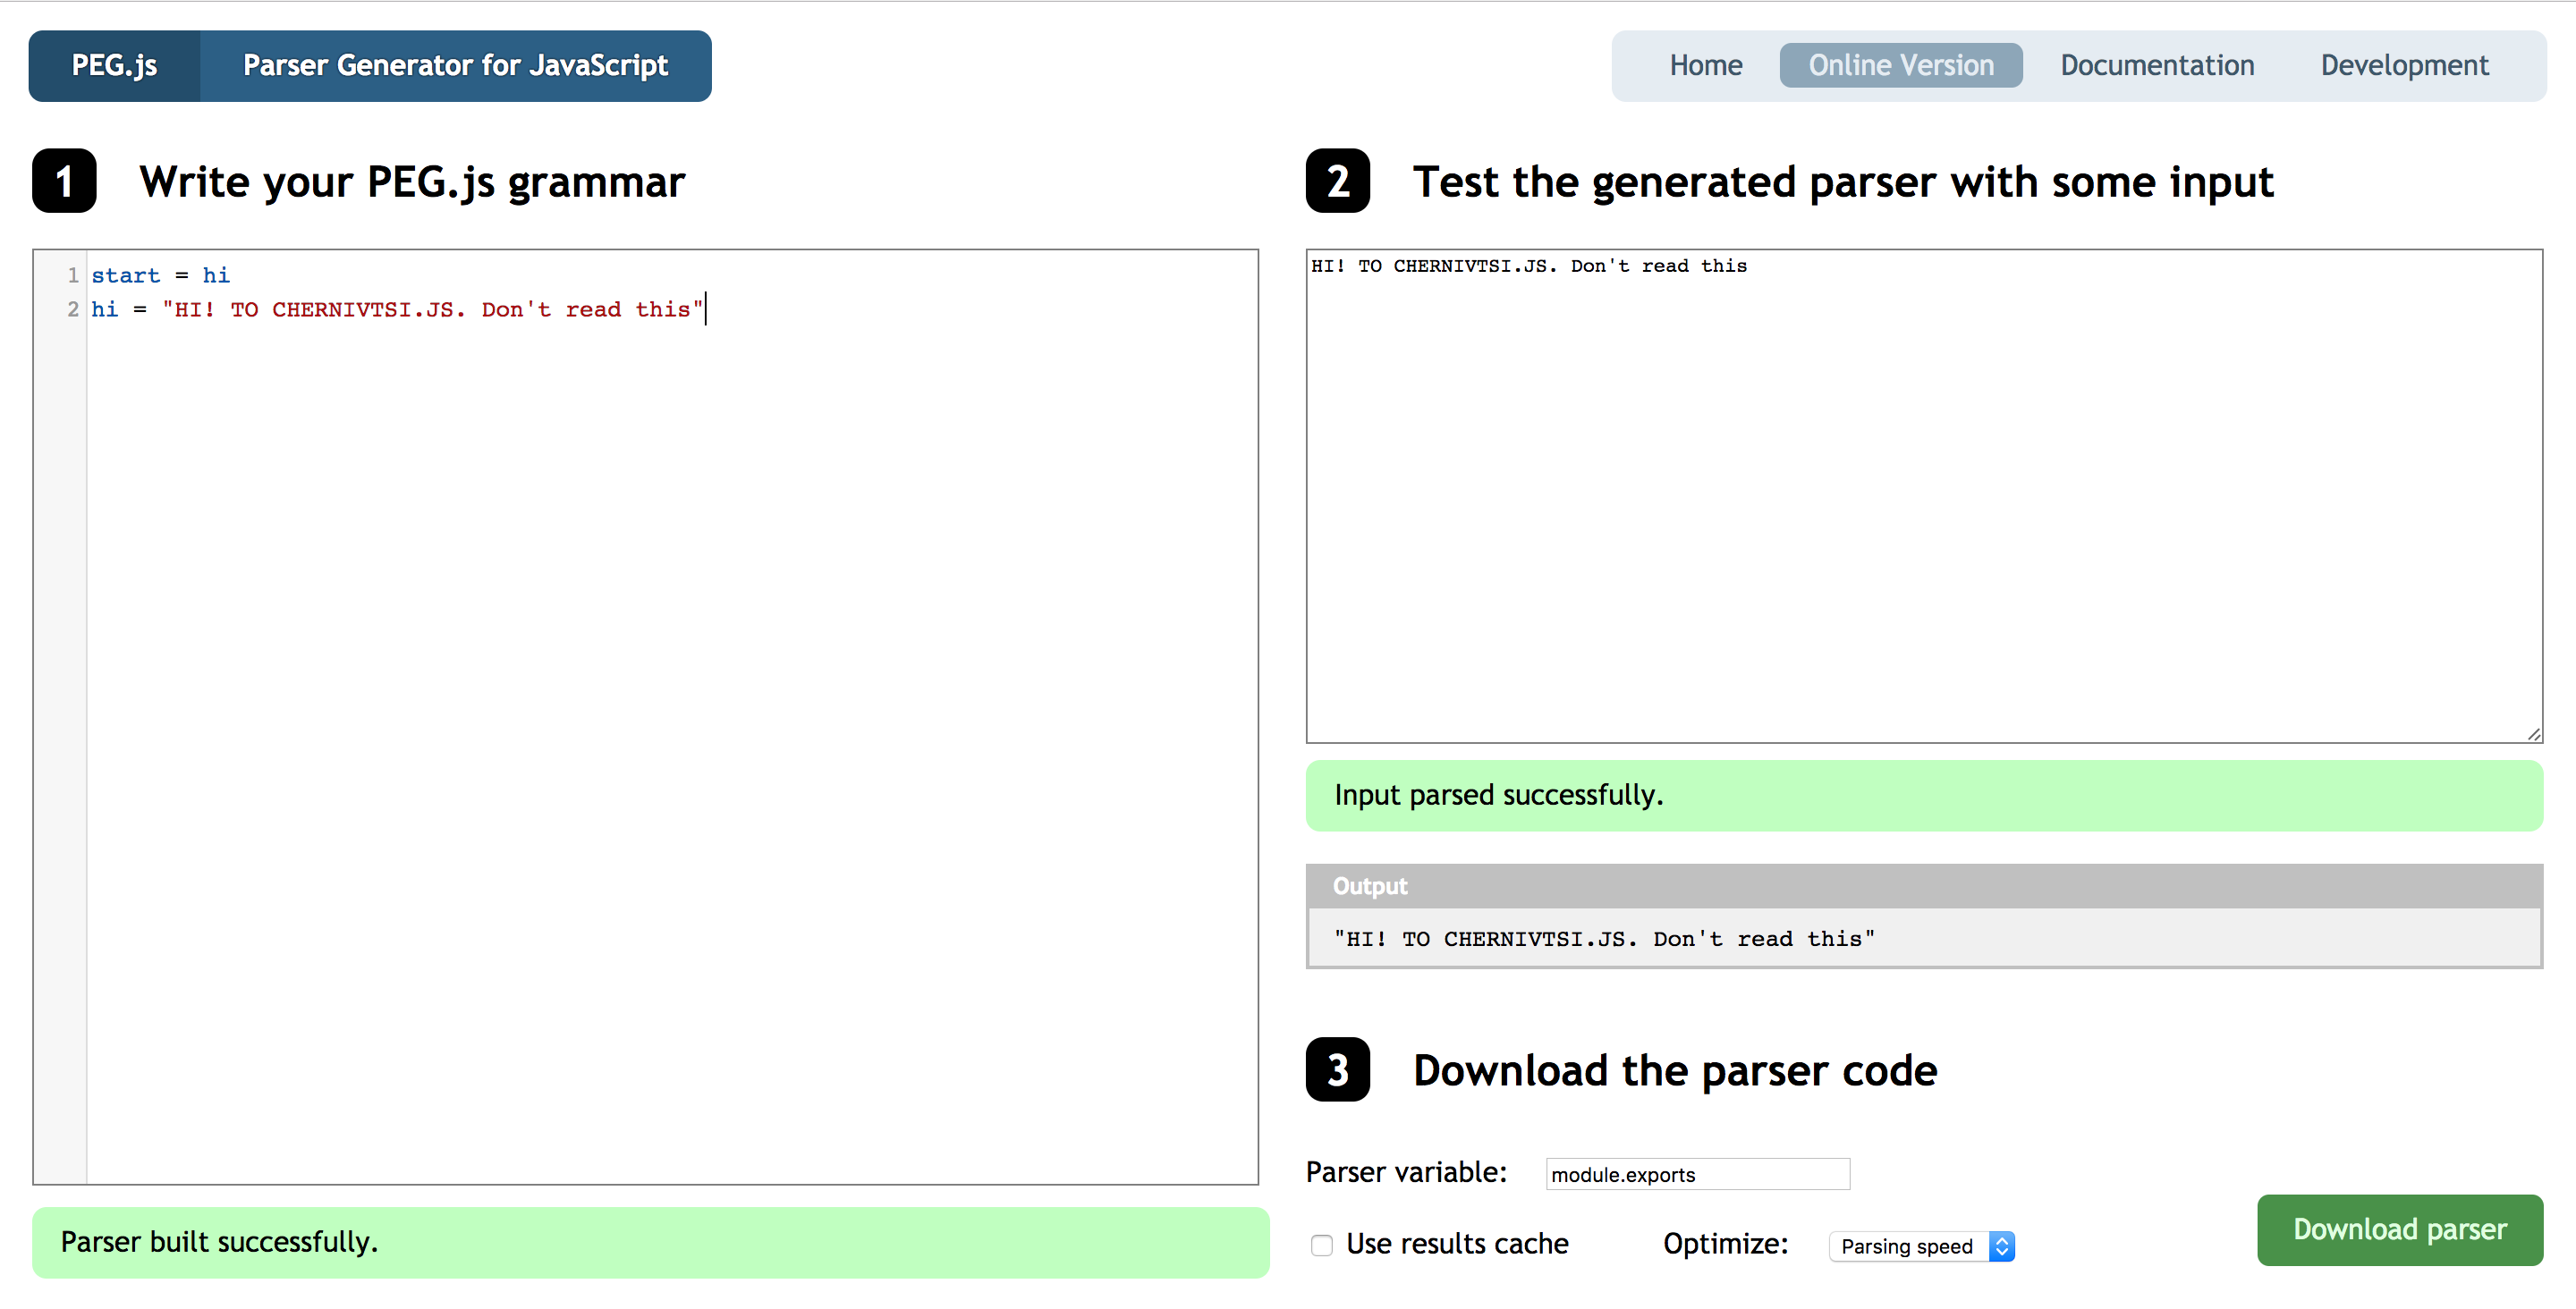 PEG.js Parser Generator for JavaScript
Home Online Version Documentation Development
1 Write your PEG.js grammar
1 start = hi
2 hi = "HI! TO CHERNIVTSI.JS. Don't read this"
Parser built successfully.
2 Test the generated parser with some input
HI! TO CHERNIVTSI.JS. Don't read this
Input parsed successfully.
Output
"HI! TO CHERNIVTSI.JS. Don't read this"
3 Download the parser code
Parser variable: module.exports
Use results cache Optimize: Parsing speed
Download parser